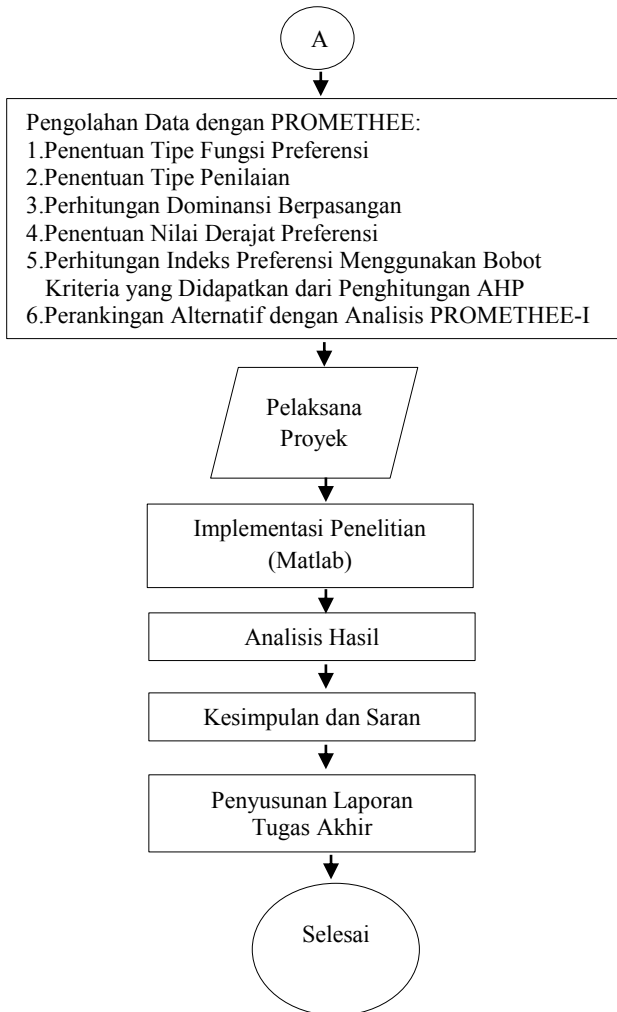 A
Pengolahan Data dengan PROMETHEE:
1.Penentuan Tipe Fungsi Preferensi
2.Penentuan Tipe Penilaian
3.Perhitungan Dominansi Berpasangan
4.Penentuan Nilai Derajat Preferensi
5.Perhitungan Indeks Preferensi Menggunakan Bobot
Kriteria yang Didapatkan dari Penghitungan AHP
6.Perankingan Alternatif dengan Analisis PROMETHEE-I
Pelaksana
Proyek
Implementasi Penelitian
(Matlab)
Analisis Hasil
Kesimpulan dan Saran
Penyusunan Laporan
Tugas Akhir
Selesai